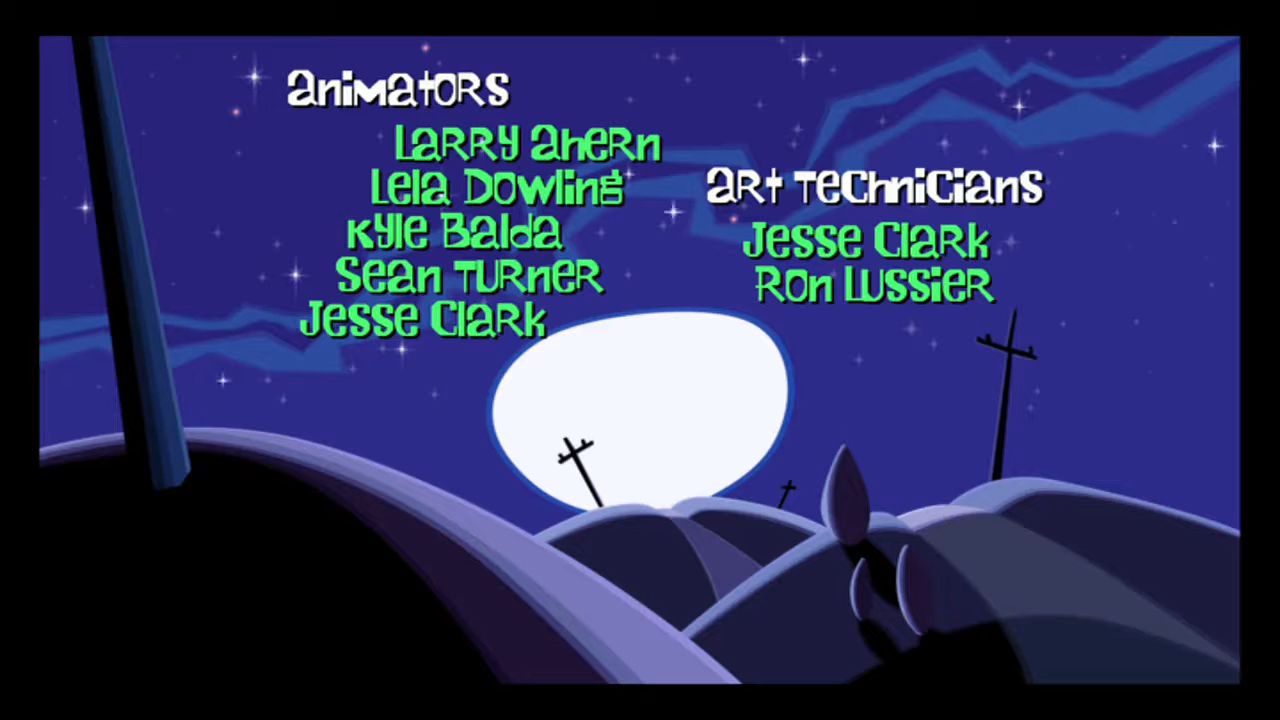 animators
Larry Ahern
Lela Dowling
Kyle Balda
Sean Turner
Jesse Clark
Art Technicians
Jesse Clark
Ron Lussier